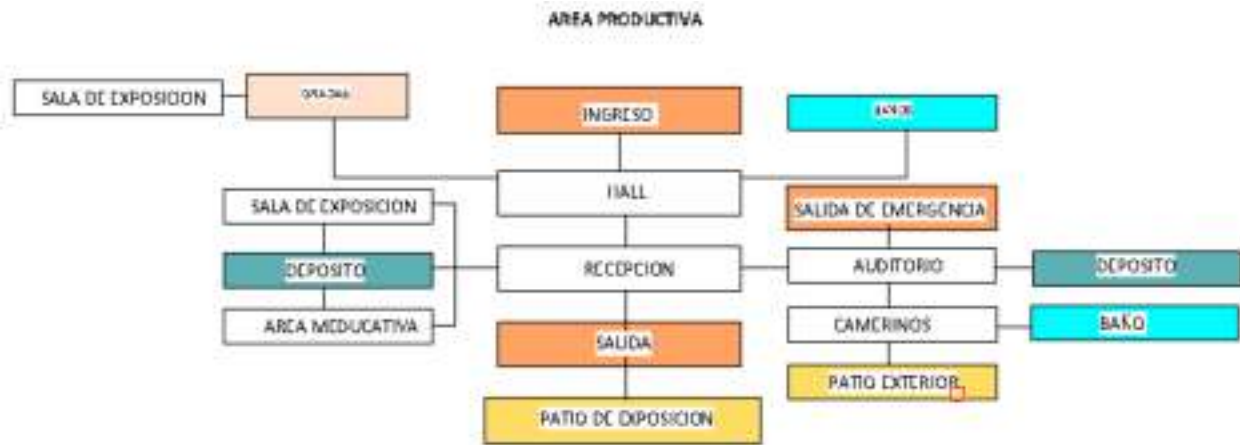 AREA PRODUCTIVA
SALA DE EXPOSICION
INGRESO
HALL
SALA DE EXPOSICION
SALIDA DE EMERGENCIA
DEPOSITO
RECEPCION
AUDITORIO
DEPOSITO
AREA MEDUCATIVA
CAMERINOS
BAÑO
SALIDA
PATIO EXTERIOR
PATIO DE EXPOSICION